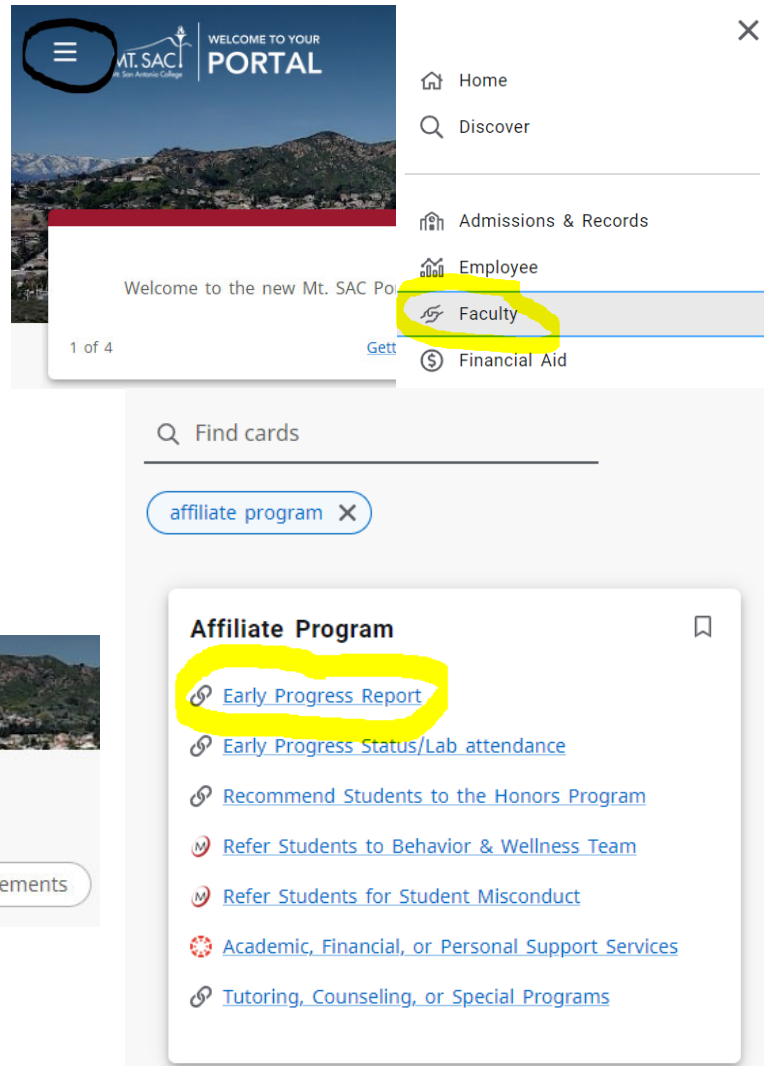 MT. SAC
Mt. San Antonio College
WELCOME TO YOUR
PORTAL
Welcome to the new Mt. SAC Po
1 of 4
Gett
Home
Discover
Admissions & Records
Employee
Faculty
Financial Aid
Find cards
affiliate program
Affiliate Program
Early Progress Report
Early Progress Status/Lab attendance
Recommend Students to the Honors Program
Refer Students to Behavior & Wellness Team
Refer Students for Student Misconduct
Academic, Financial, or Personal Support Services
Tutoring, Counseling, or Special Programs
ements